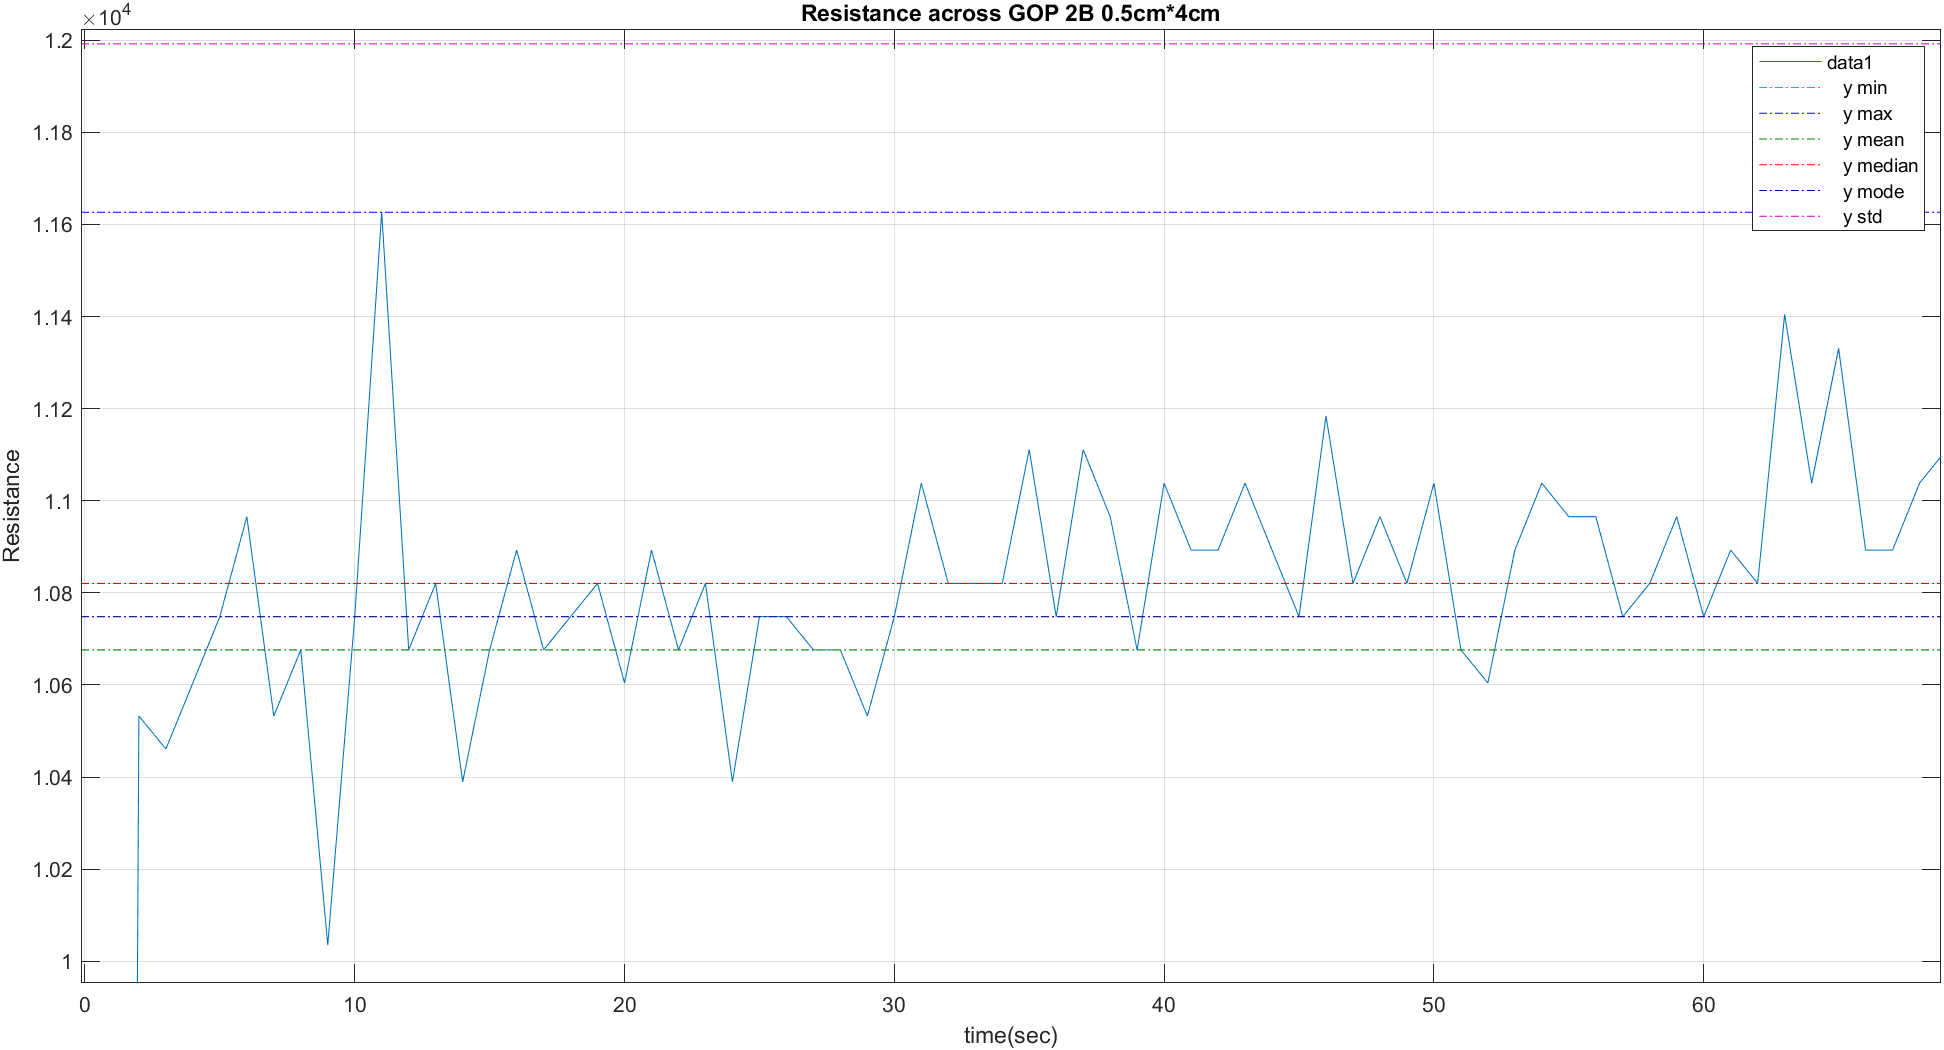 Resistance across GOP 2B 0.5cm*4cm
×10⁴
1.2
1.18
1.16
1.14
1.12
1.1
1.08
1.06
1.04
1.02
1
Resistance
data1
y min
y max
y mean
y median
y mode
y std
0 10 20 30 40 50 60
time(sec)